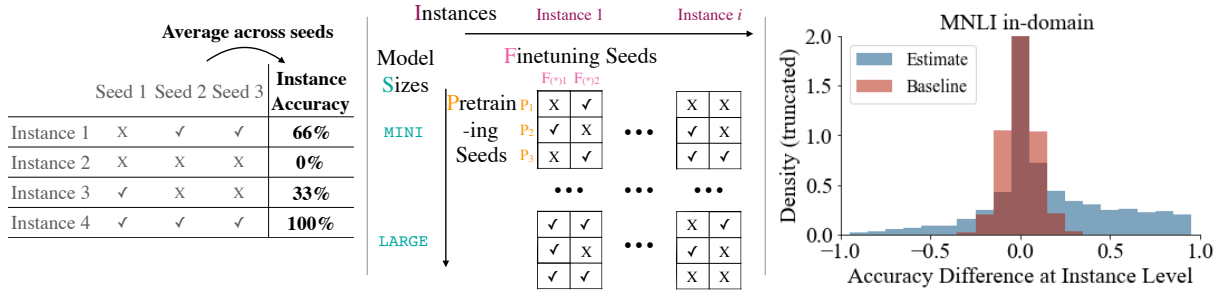 Average across seeds
Seed 1 Seed 2 Seed 3 Instance Accuracy
Instance 1 X ✓ ✓ 66%
Instance 2 X X X 0%
Instance 3 ✓ X X 33%
Instance 4 ✓ ✓ ✓ 100%
Instances Instance 1 Instance i
Model Sizes
Finetuning Seeds
F(*)1 F(*)2
Pretrain-ing Seeds
MINI
P1 X ✓ X X
P2 ✓ X ••• ✓ X
P3 X ✓ ✓ ✓
••• ••• •••
LARGE
✓ ✓ X ✓
✓ X ••• ✓ X
✓ ✓ X X
MNLI in-domain
Estimate
Baseline
Density (truncated)
2.0
1.5
1.0
0.5
0.0
−1.0 −0.5 0.0 0.5 1.0
Accuracy Difference at Instance Level